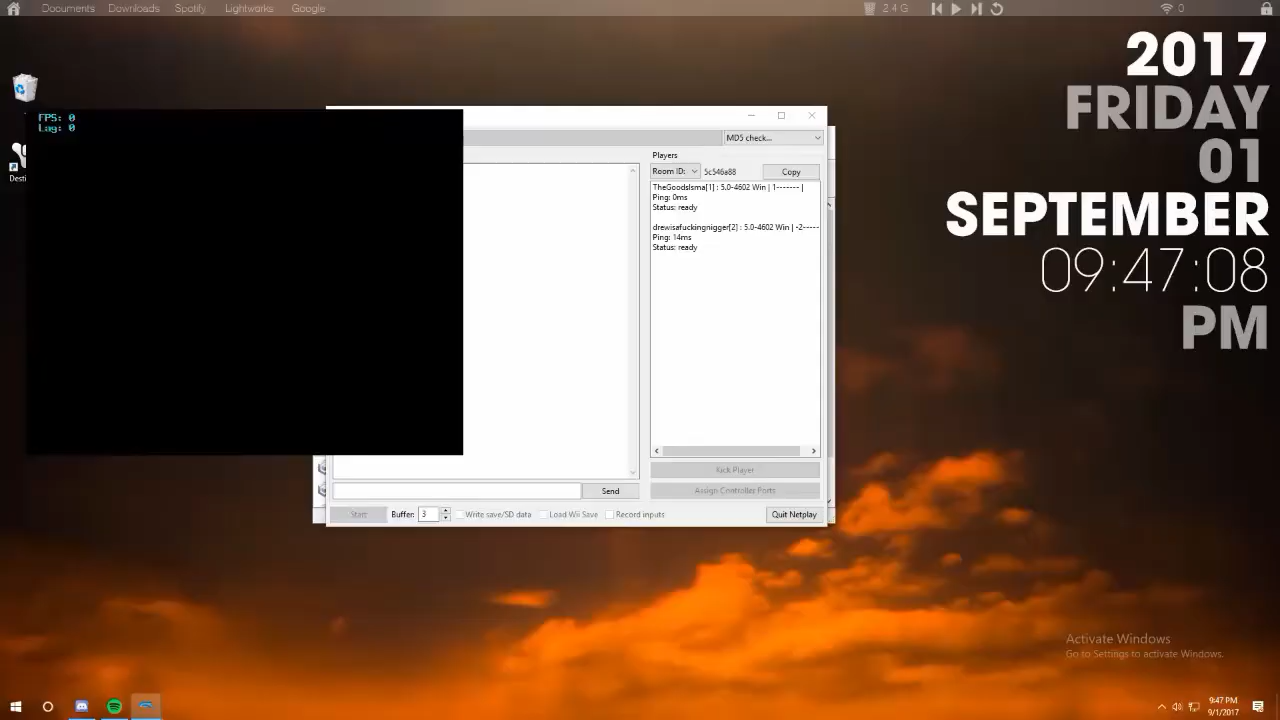 Documents Downloads Spotify Lightworks Google
2.4 G
0
2017
FRIDAY
01
SEPTEMBER
09:47:08
PM
FPS: 0
Lag: 0
Desti
MD5 check...
Players
Room ID: 5c546a88 Copy
TheGoodsIsma[1] : 5.0-4602 Win | 1------- |
Ping: 0ms
Status: ready
drewisafuckingnigger[2] : 5.0-4602 Win | -2-----
Ping: 14ms
Status: ready
Kick Player
Send
Assign Controller Ports
Start Buffer: 3 Write save/SD data Load Wii Save Record inputs Quit Netplay
Activate Windows
Go to Settings to activate Windows.
9:47 PM
9/1/2017